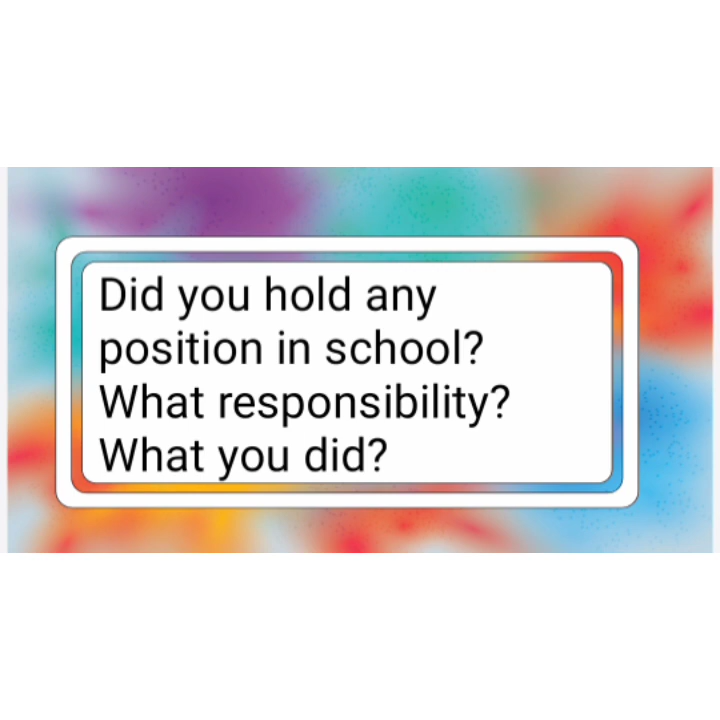 Did you hold any
position in school?
What responsibility?
What you did?